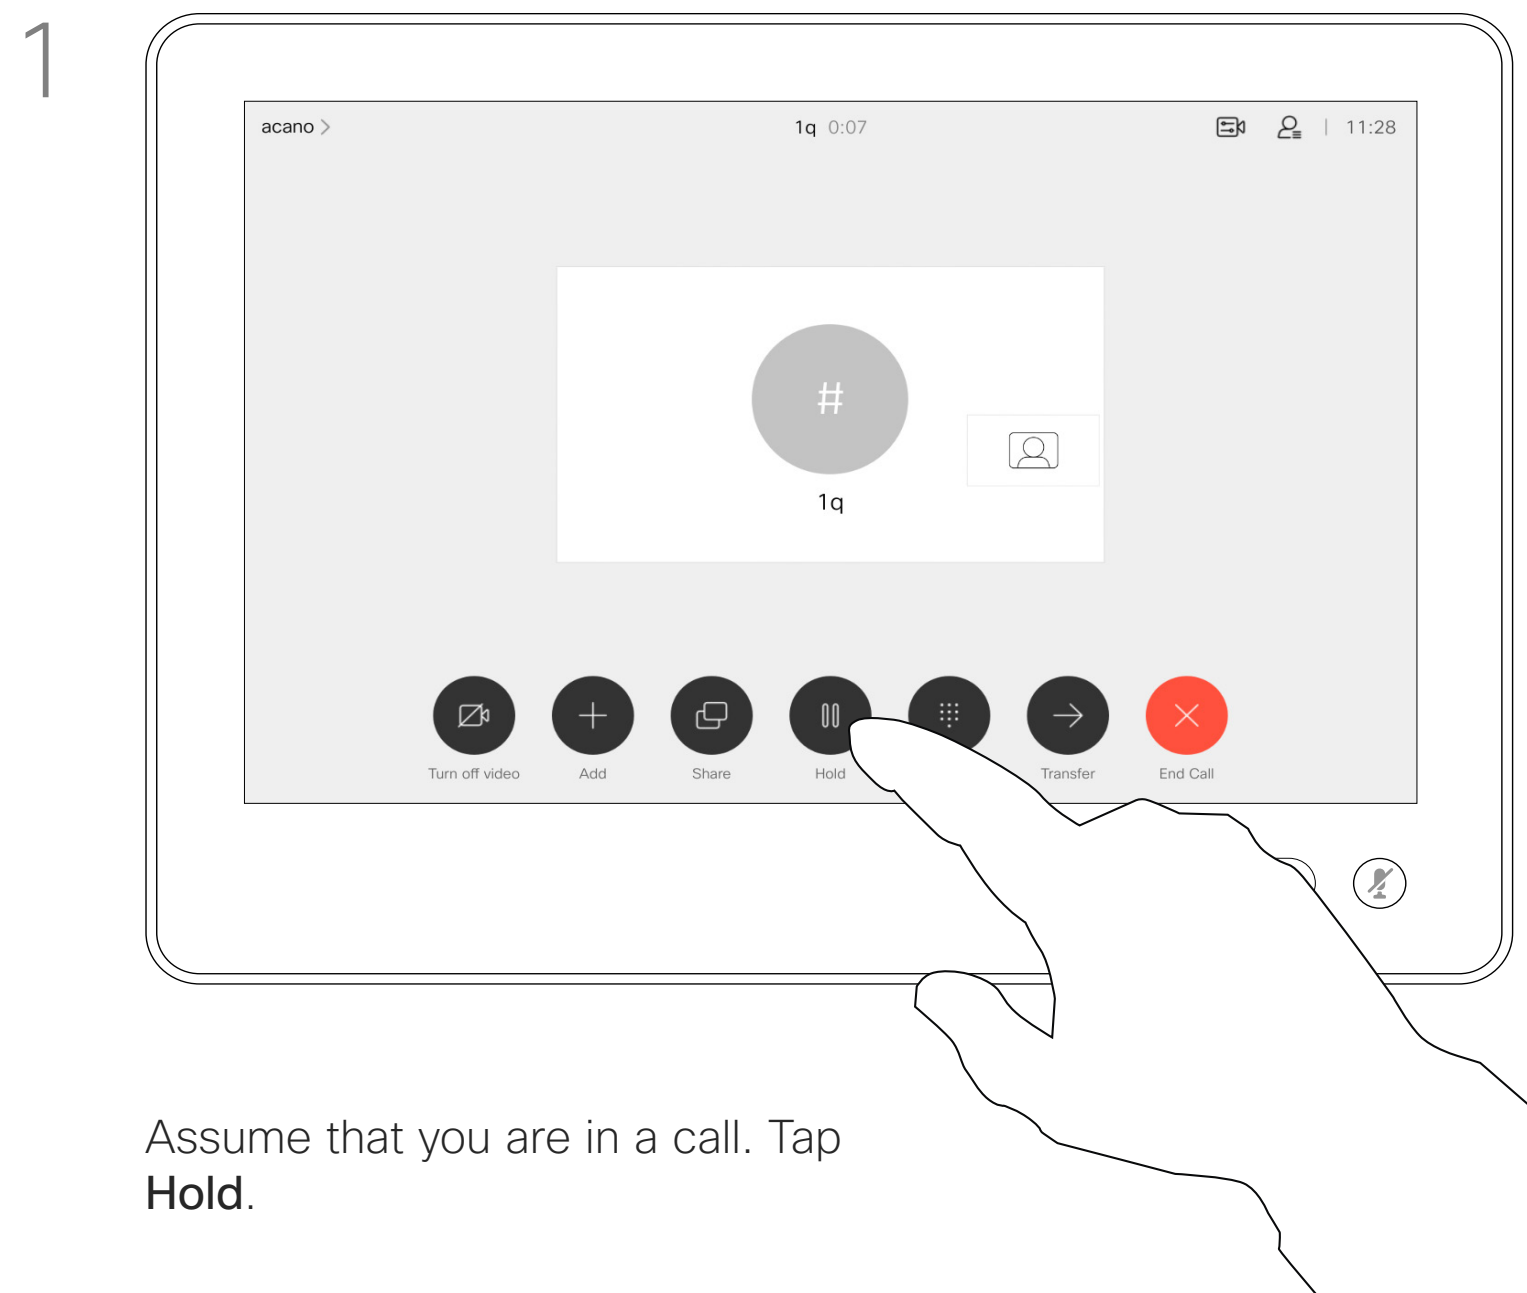 1
acano
1q 0:07
11:28
#
1q
Turn off video
Add
Share
Hold
Transfer
End Call
Assume that you are in a call. Tap
Hold.